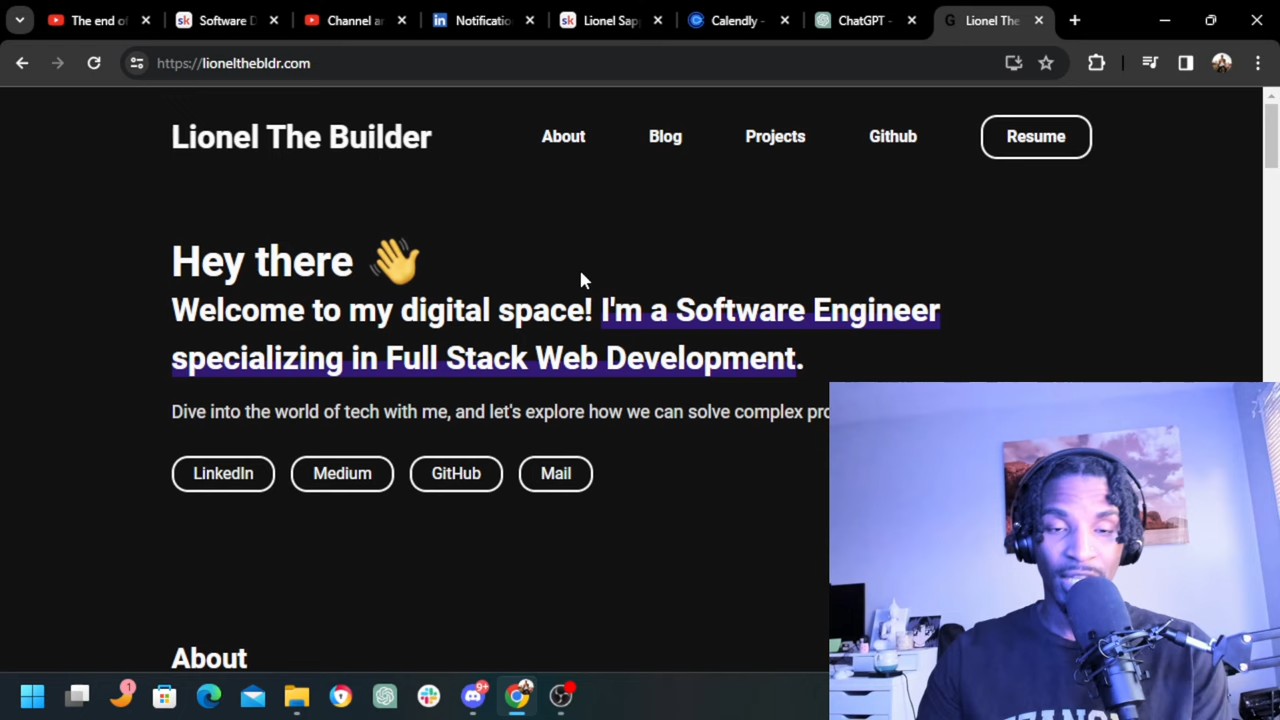 The end of
Software D
Channel an
Notificatio
Lionel Sap
Calendly -
ChatGPT -
Lionel The
https://lionelthebldr.com
Lionel The Builder
About
Blog
Projects
Github
Resume
Hey there 👋
Welcome to my digital space! I'm a Software Engineer
specializing in Full Stack Web Development.
Dive into the world of tech with me, and let's explore how we can solve complex pro
LinkedIn
Medium
GitHub
Mail
About